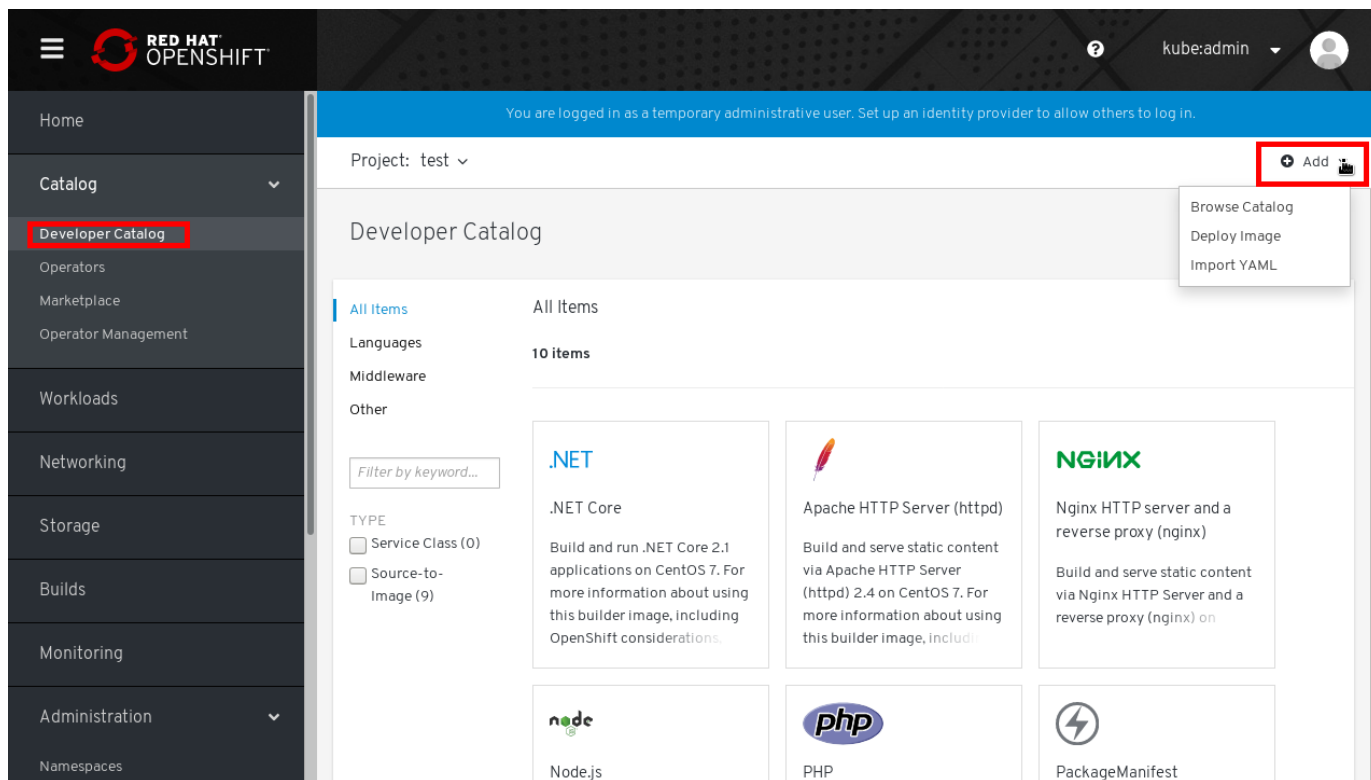 RED HAT
OPENSHIFT
kube:admin
You are logged in as a temporary administrative user. Set up an identity provider to allow others to log in.
Home
Catalog
Developer Catalog
Operators
Marketplace
Operator Management
Workloads
Networking
Storage
Builds
Monitoring
Administration
Namespaces
Project: test
Add
Browse Catalog
Deploy Image
Import YAML
Developer Catalog
All Items
Languages
Middleware
Other
Filter by keyword...
TYPE
Service Class (0)
Source-to-
Image (9)
All Items
10 items
.NET
.NET Core
Build and run .NET Core 2.1
applications on CentOS 7. For
more information about using
this builder image, including
OpenShift considerations,
Apache HTTP Server (httpd)
Build and serve static content
via Apache HTTP Server
(httpd) 2.4 on CentOS 7. For
more information about using
this builder image, includi
NGINX
Nginx HTTP server and a
reverse proxy (nginx)
Build and serve static content
via Nginx HTTP Server and a
reverse proxy (nginx) on
node
JS
Node.js
php
PHP
PackageManifest